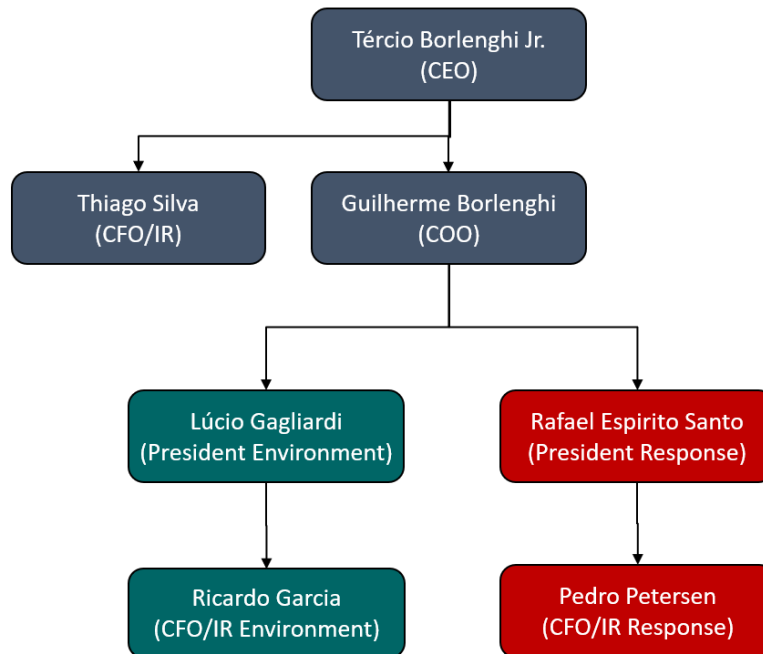 Tércio Borlenghi Jr.
(CEO)
Thiago Silva
(CFO/IR)
Guilherme Borlenghi
(COO)
Lúcio Gagliardi
(President Environment)
Rafael Espirito Santo
(President Response)
Ricardo Garcia
(CFO/IR Environment)
Pedro Petersen
(CFO/IR Response)